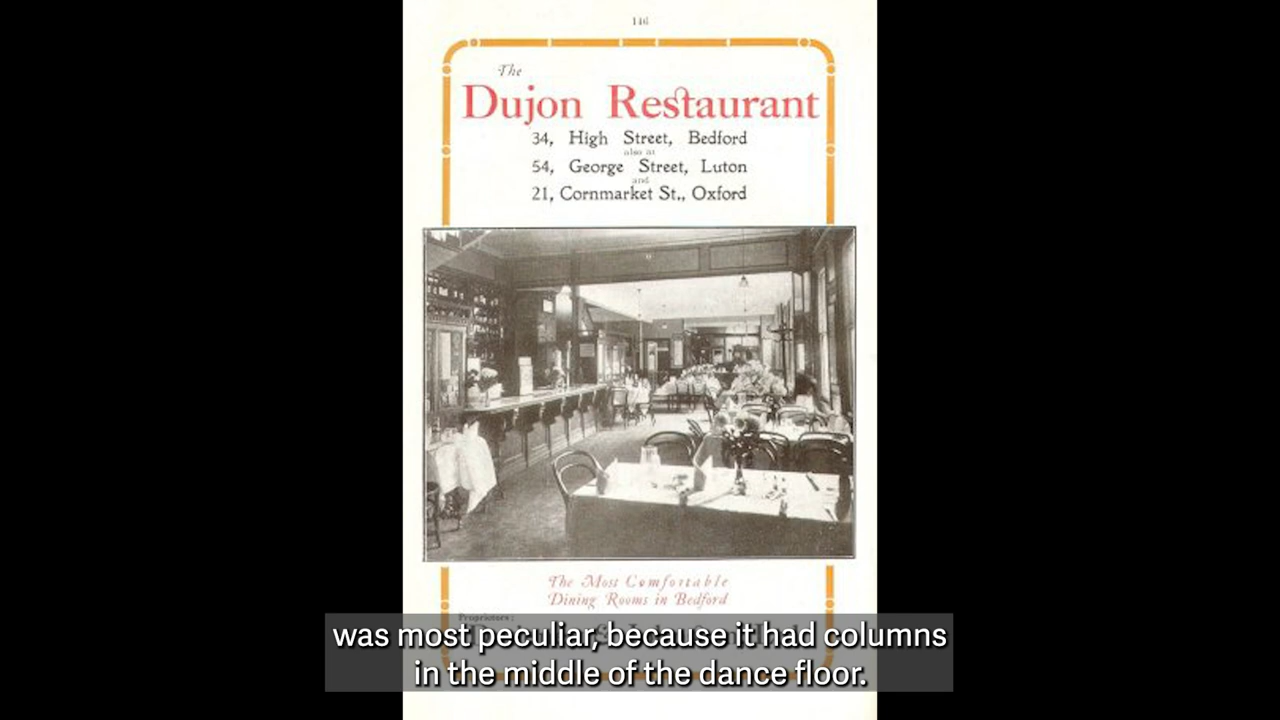 146
The
Dujon Restaurant
34, High Street, Bedford
also at
54, George Street, Luton
and
21, Cornmarket St., Oxford
The Most Comfortable
Dining Rooms in Bedford
Proprietors:
was most peculiar, because it had columns
in the middle of the dance floor.